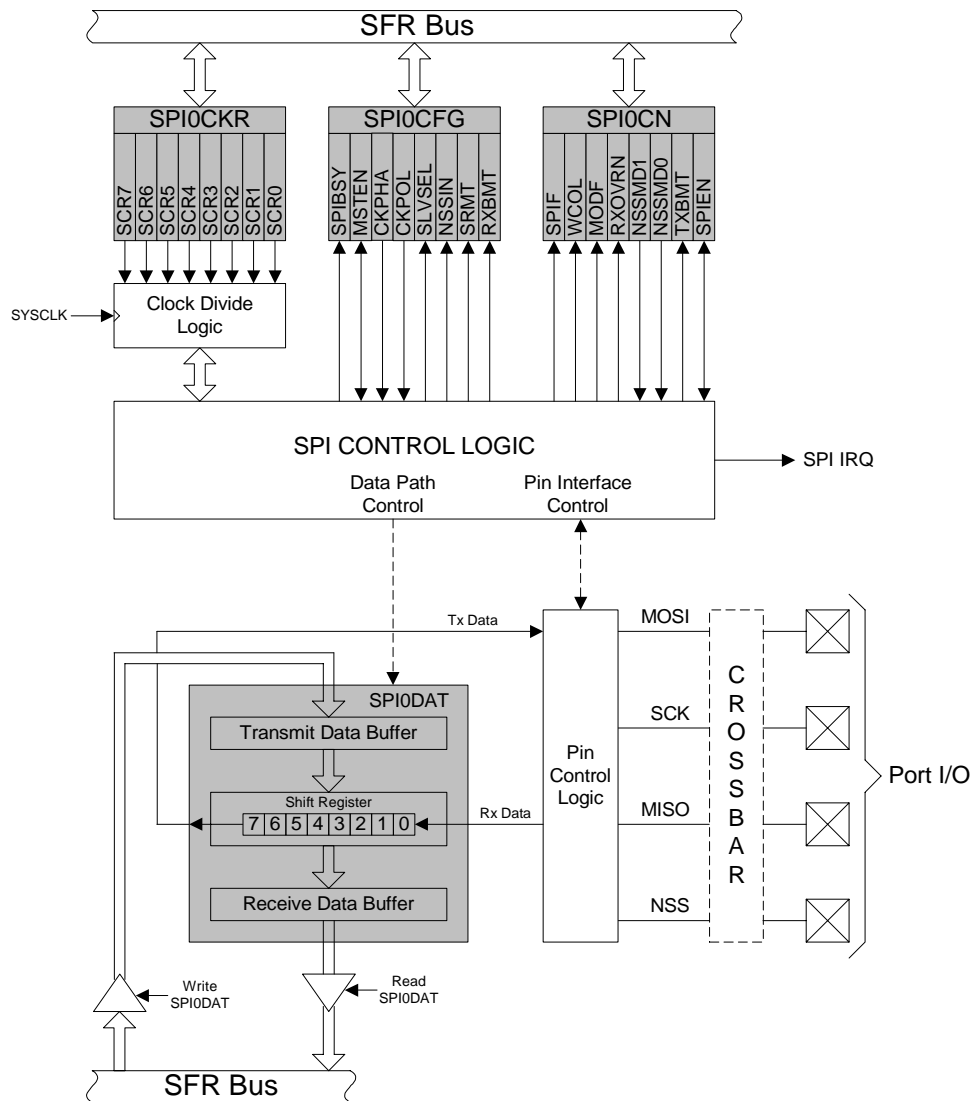 SFR Bus
SPI0CKR
SPI0CFG
SPI0CN
SCR7
SCR6
SCR5
SCR4
SCR3
SCR2
SCR1
SCR0
SPIBSY
MSTEN
CKPHA
CKPOL
SLVSEL
NSSIN
SRMT
RXBMT
SPIF
WCOL
MODF
RXOVRN
NSSMD1
NSSMD0
TXBMT
SPIEN
SYSCLK
Clock Divide
Logic
SPI CONTROL LOGIC
Data Path
Control
Pin Interface
Control
SPI IRQ
Tx Data
MOSI
SPI0DAT
Transmit Data Buffer
SCK
Shift Register
7 6 5 4 3 2 1 0
Rx Data
Pin
Control
Logic
MISO
Receive Data Buffer
NSS
CROSSBAR
Port I/O
Write
SPI0DAT
Read
SPI0DAT
SFR Bus